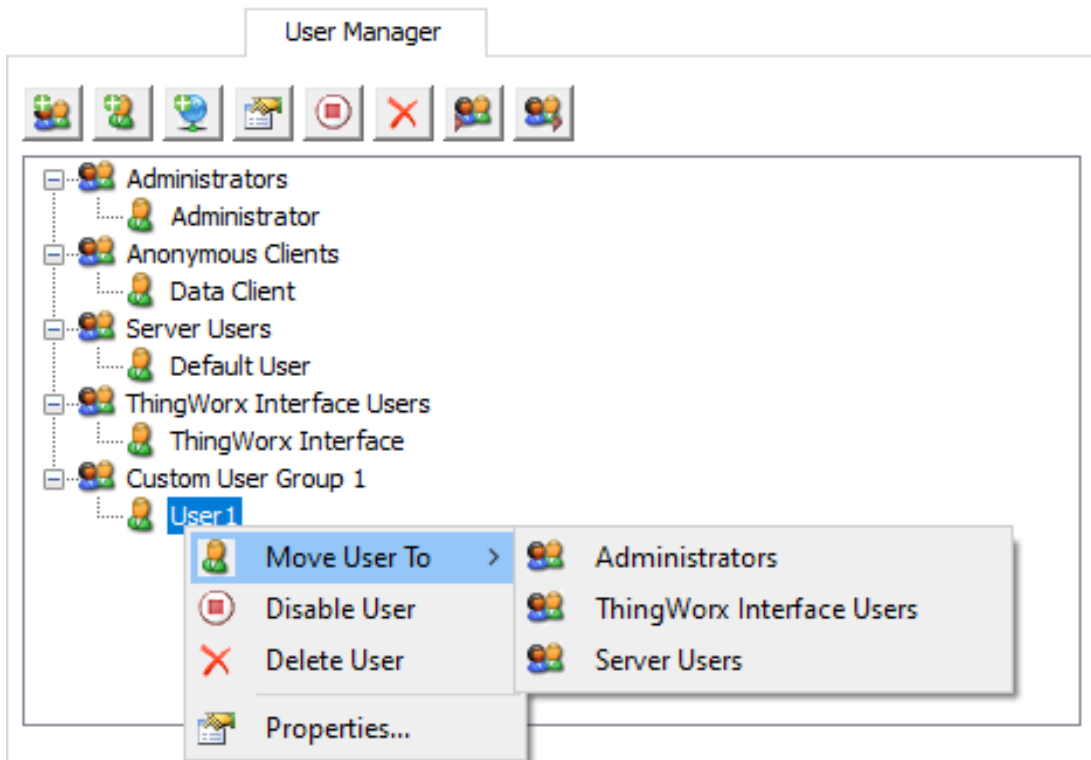 User Manager
Administrators
Administrator
Anonymous Clients
Data Client
Server Users
Default User
ThingWorx Interface Users
ThingWorx Interface
Custom User Group 1
User1
Move User To
Disable User
Delete User
Properties...
Administrators
ThingWorx Interface Users
Server Users